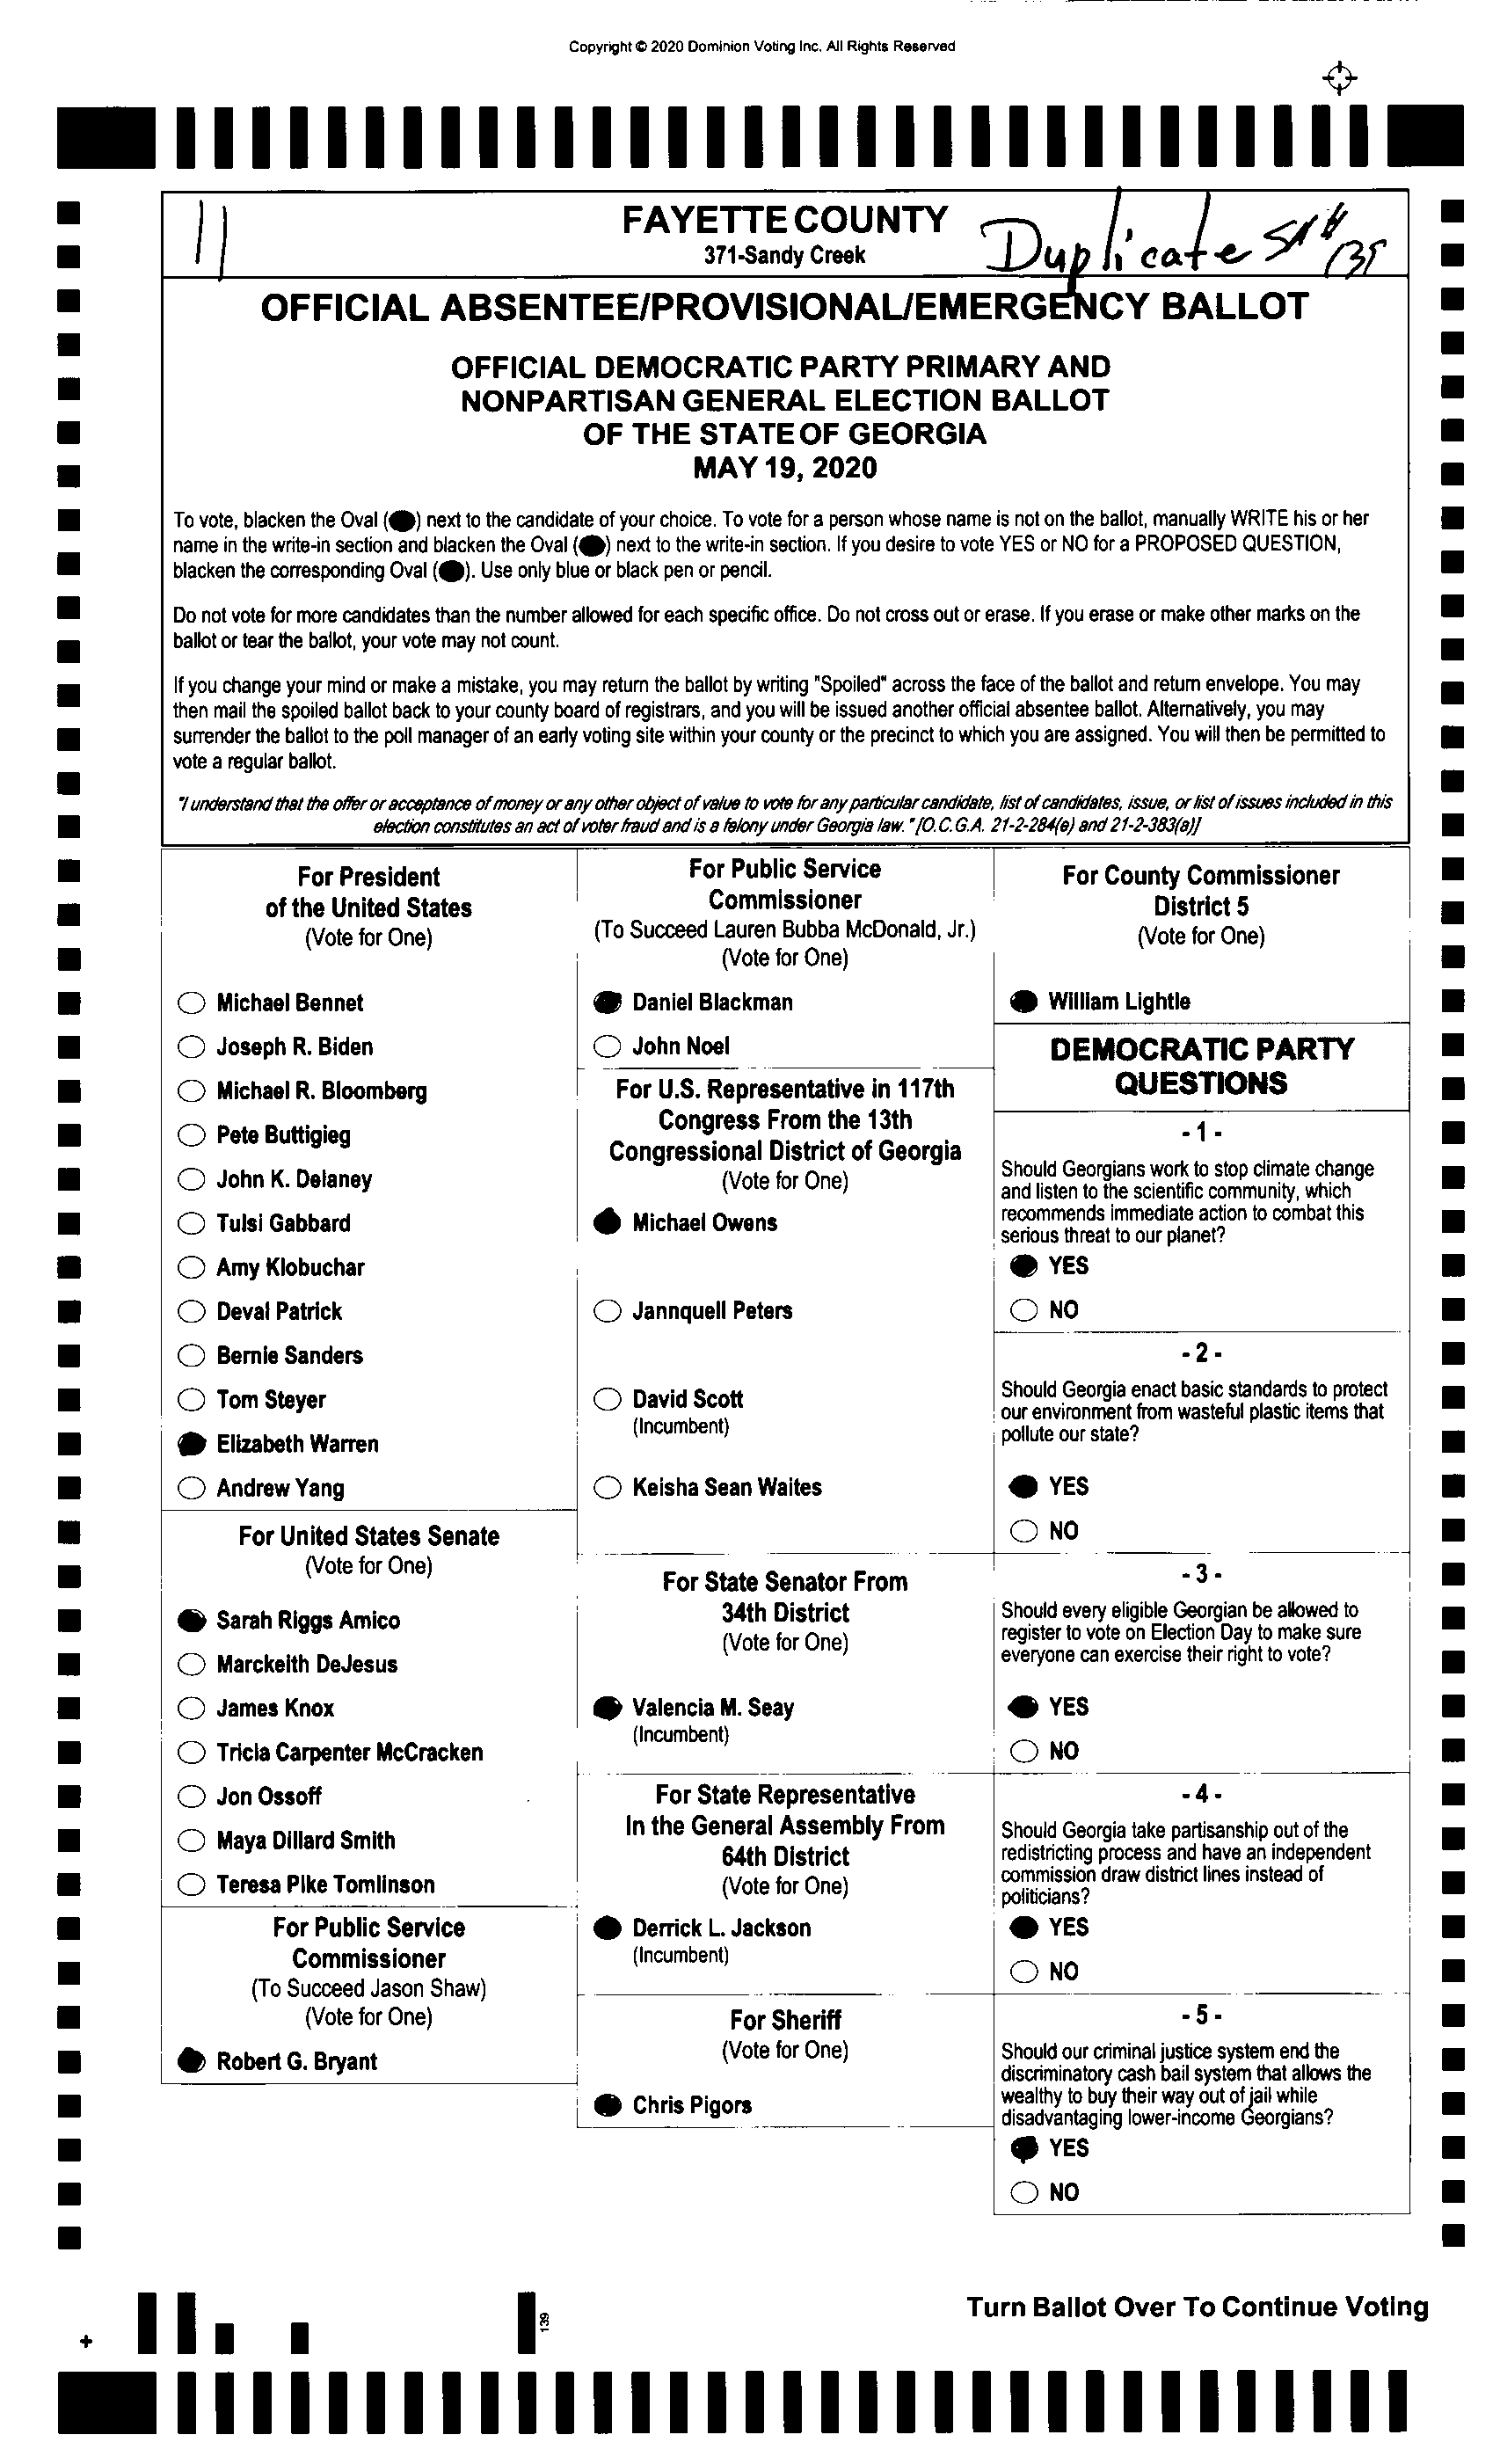 Copyright © 2020 Dominion Voting Inc. All Rights Reserved
11
FAYETTE COUNTY
371-Sandy Creek
Duplicate
OFFICIAL ABSENTEE/PROVISIONAL/EMERGENCY BALLOT
OFFICIAL DEMOCRATIC PARTY PRIMARY AND
NONPARTISAN GENERAL ELECTION BALLOT
OF THE STATE OF GEORGIA
MAY 19, 2020
To vote, blacken the Oval (●) next to the candidate of your choice. To vote for a person whose name is not on the ballot, manually WRITE his or her
name in the write-in section and blacken the Oval (●) next to the write-in section. If you desire to vote YES or NO for a PROPOSED QUESTION,
blacken the corresponding Oval (●). Use only blue or black pen or pencil.
Do not vote for more candidates than the number allowed for each specific office. Do not cross out or erase. If you erase or make other marks on the
ballot or tear the ballot, your vote may not count.
If you change your mind or make a mistake, you may return the ballot by writing "Spoiled" across the face of the ballot and return envelope. You may
then mail the spoiled ballot back to your county board of registrars, and you will be issued another official absentee ballot. Alternatively, you may
surrender the ballot to the poll manager of an early voting site within your county or the precinct to which you are assigned. You will then be permitted to
vote a regular ballot.
"I understand that the offer or acceptance of money or any other object of value to vote for any particular candidate, list of candidates, issue, or list of issues included in this
election constitutes an act of voter fraud and is a felony under Georgia law." [O.C.G.A. 21-2-284(e) and 21-2-383(a)]
For President
of the United States
(Vote for One)
Michael Bennet
Joseph R. Biden
Michael R. Bloomberg
Pete Buttigieg
John K. Delaney
Tulsi Gabbard
Amy Klobuchar
Deval Patrick
Bernie Sanders
Tom Steyer
Elizabeth Warren
Andrew Yang
For United States Senate
(Vote for One)
Sarah Riggs Amico
Marckeith DeJesus
James Knox
Tricia Carpenter McCracken
Jon Ossoff
Maya Dillard Smith
Teresa Pike Tomlinson
For Public Service
Commissioner
(To Succeed Jason Shaw)
(Vote for One)
Robert G. Bryant
For Public Service
Commissioner
(To Succeed Lauren Bubba McDonald, Jr.)
(Vote for One)
Daniel Blackman
John Noel
For U.S. Representative in 117th
Congress From the 13th
Congressional District of Georgia
(Vote for One)
Michael Owens
Jannquell Peters
David Scott
(Incumbent)
Keisha Sean Waites
For State Senator From
34th District
(Vote for One)
Valencia M. Seay
(Incumbent)
For State Representative
In the General Assembly From
64th District
(Vote for One)
Derrick L. Jackson
(Incumbent)
For Sheriff
(Vote for One)
Chris Pigors
For County Commissioner
District 5
(Vote for One)
William Lightle
DEMOCRATIC PARTY
QUESTIONS
- 1 -
Should Georgians work to stop climate change
and listen to the scientific community, which
recommends immediate action to combat this
serious threat to our planet?
YES
NO
- 2 -
Should Georgia enact basic standards to protect
our environment from wasteful plastic items that
pollute our state?
YES
NO
- 3 -
Should every eligible Georgian be allowed to
register to vote on Election Day to make sure
everyone can exercise their right to vote?
YES
NO
- 4 -
Should Georgia take partisanship out of the
redistricting process and have an independent
commission draw district lines instead of
politicians?
YES
NO
- 5 -
Should our criminal justice system end the
discriminatory cash bail system that allows the
wealthy to buy their way out of jail while
disadvantaging lower-income Georgians?
YES
NO
Turn Ballot Over To Continue Voting
139